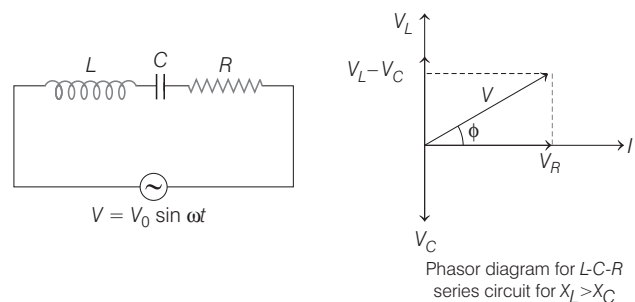 L
C
R
V = V₀ sin ωt
V_L
V_L – V_C
V
ϕ
V_R
I
V_C
Phasor diagram for L-C-R
series circuit for X_L > X_C